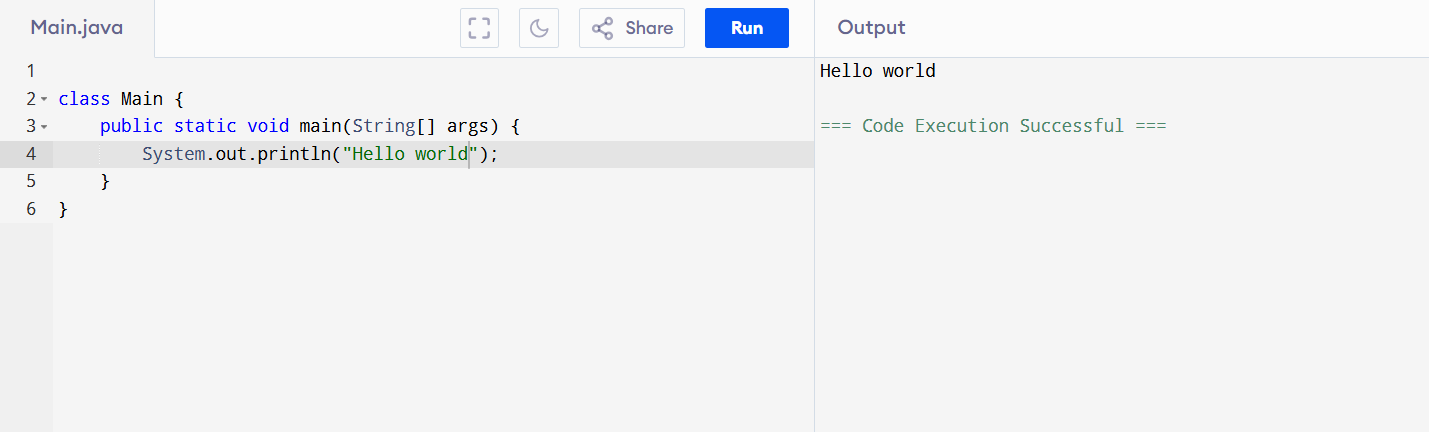 Main.java
Share
Run
Output
1
2 class Main {
3     public static void main(String[] args) {
4         System.out.println("Hello world");
5     }
6 }
Hello world
=== Code Execution Successful ===